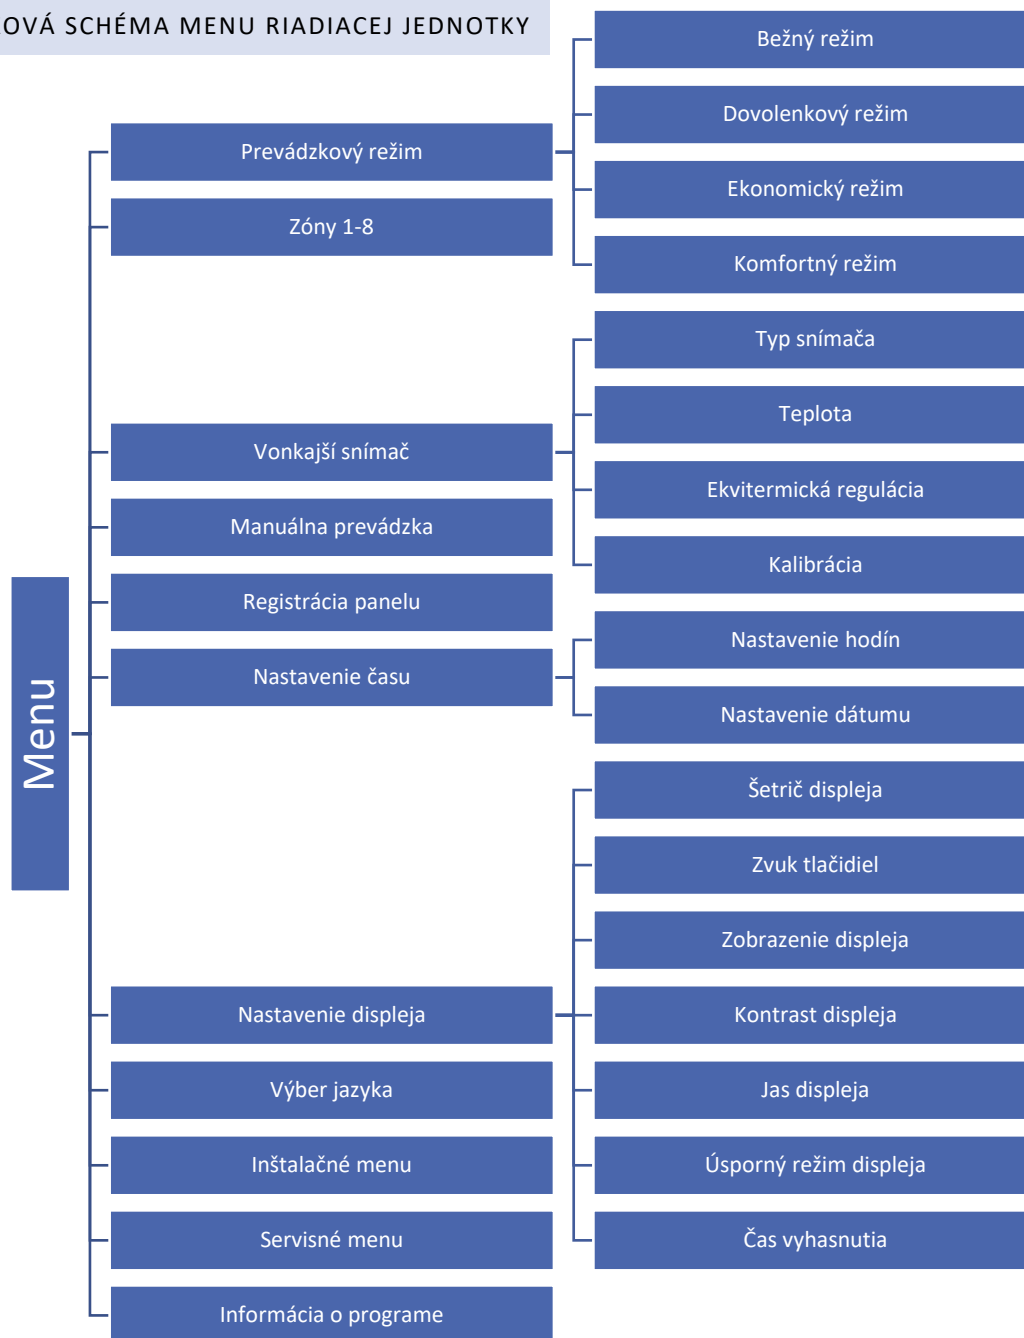 OVÁ SCHÉMA MENU RIADIACEJ JEDNOTKY
Menu
Prevádzkový režim
Bežný režim
Dovolenkový režim
Ekonomický režim
Komfortný režim
Zóny 1-8
Vonkajší snímač
Typ snímača
Teplota
Ekvitermická regulácia
Kalibrácia
Manuálna prevádzka
Registrácia panelu
Nastavenie času
Nastavenie hodín
Nastavenie dátumu
Nastavenie displeja
Šetrič displeja
Zvuk tlačidiel
Zobrazenie displeja
Kontrast displeja
Jas displeja
Úsporný režim displeja
Čas vyhasnutia
Výber jazyka
Inštalačné menu
Servisné menu
Informácia o programe